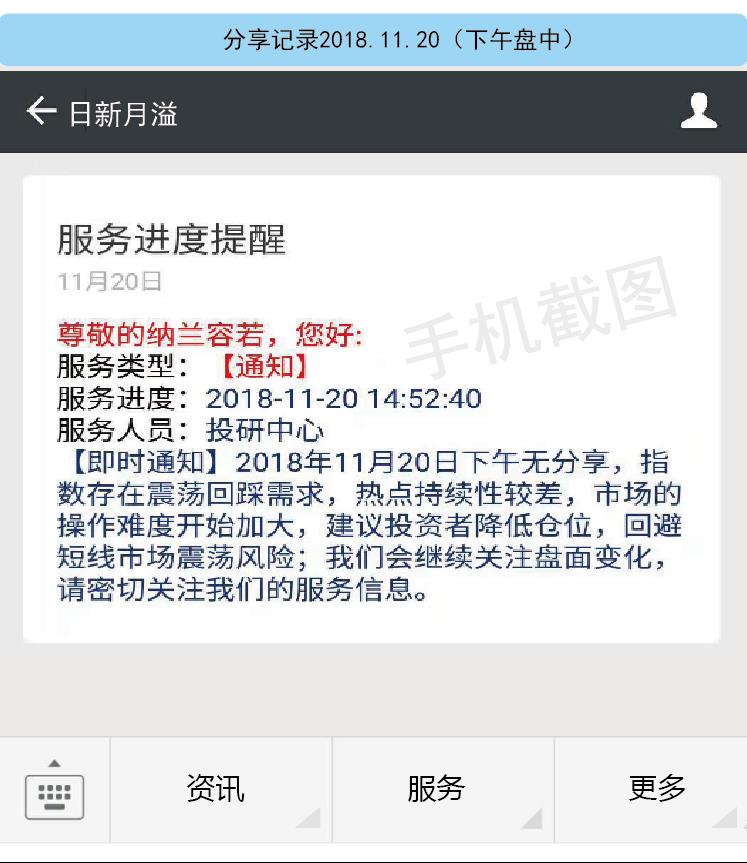 分享记录2018.11.20（下午盘中）
日新月溢
服务进度提醒
11月20日
手机截图
尊敬的纳兰容若，您好:
服务类型：【通知】
服务进度：2018-11-20 14:52:40
服务人员：投研中心
【即时通知】2018年11月20日下午无分享，指
数存在震荡回踩需求，热点持续性较差，市场的
操作难度开始加大，建议投资者降低仓位，回避
短线市场震荡风险；我们会继续关注盘面变化，
请密切关注我们的服务信息。
资讯
服务
更多